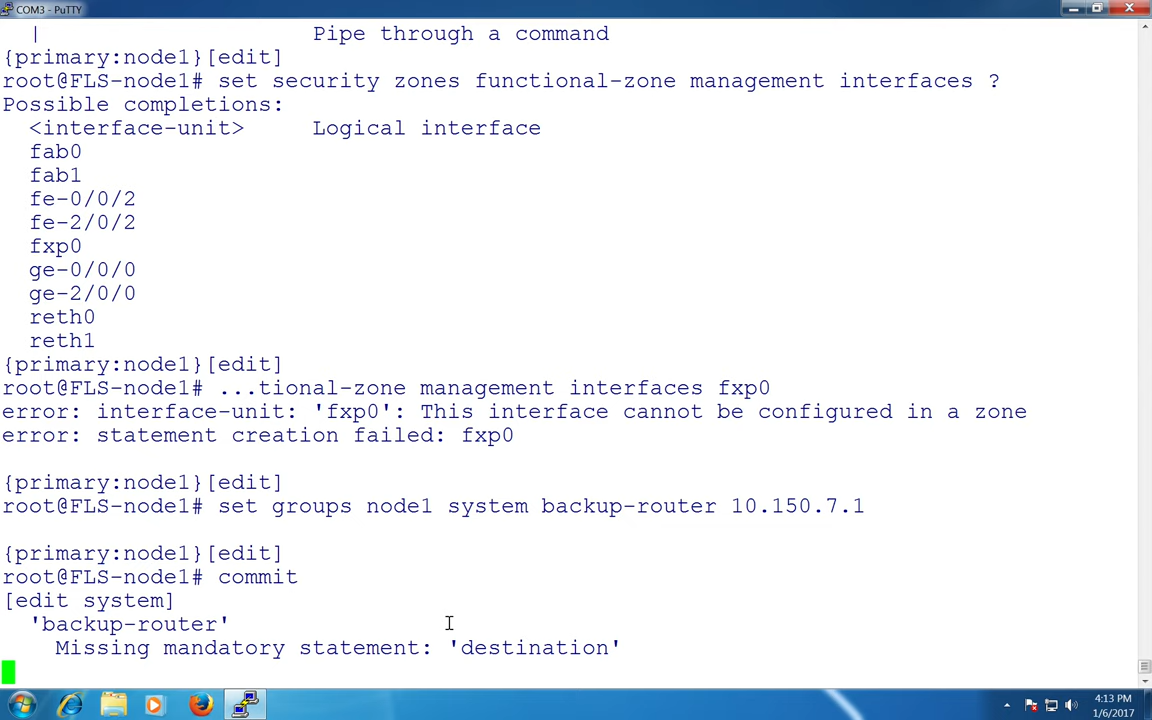 COM3 - PuTTY
| Pipe through a command
{primary:node1}[edit]
root@FLS-node1# set security zones functional-zone management interfaces ?
Possible completions:
<interface-unit> Logical interface
fab0
fab1
fe-0/0/2
fe-2/0/2
fxp0
ge-0/0/0
ge-2/0/0
reth0
reth1
{primary:node1}[edit]
root@FLS-node1# ...tional-zone management interfaces fxp0
error: interface-unit: 'fxp0': This interface cannot be configured in a zone
error: statement creation failed: fxp0
{primary:node1}[edit]
root@FLS-node1# set groups node1 system backup-router 10.150.7.1
{primary:node1}[edit]
root@FLS-node1# commit
[edit system]
'backup-router'
Missing mandatory statement: 'destination'
4:13 PM
1/6/2017